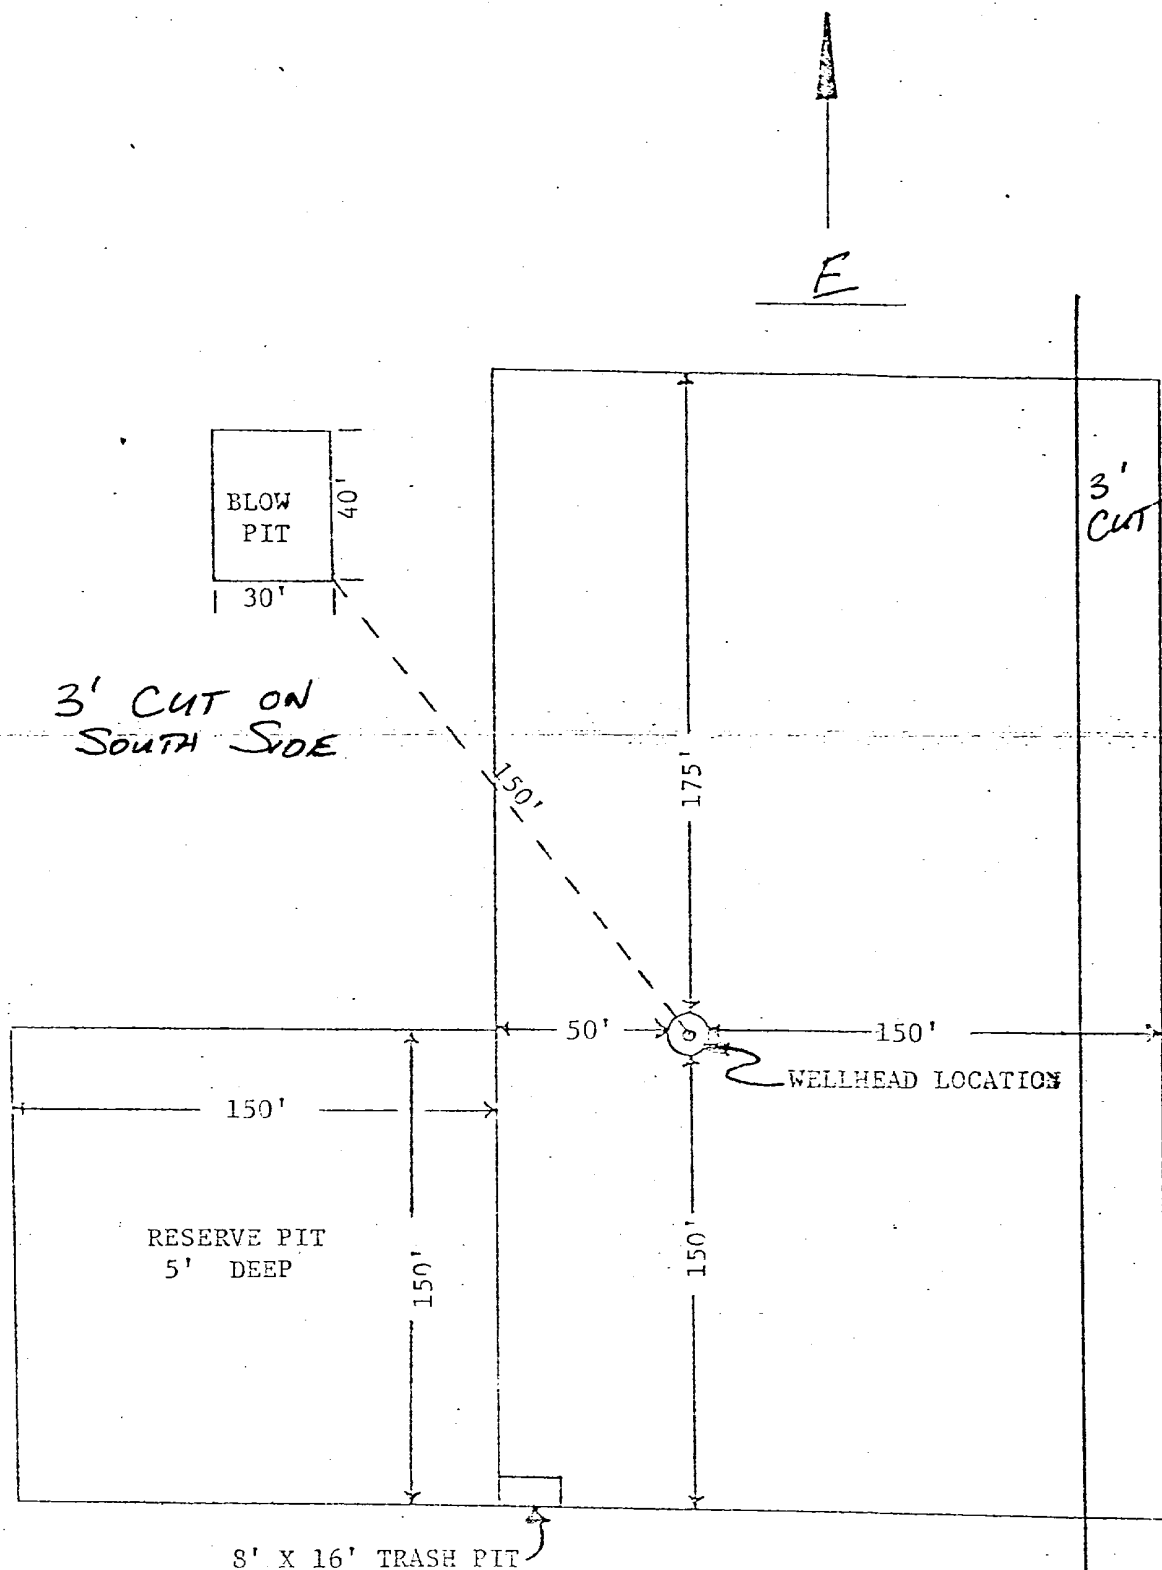 E
3'
CUT
BLOW
PIT
40'
30'
3' CUT ON
SOUTH SIDE
150'
175'
50'
150'
WELLHEAD LOCATION
150'
RESERVE PIT
5' DEEP
150'
150'
8' X 16' TRASH PIT